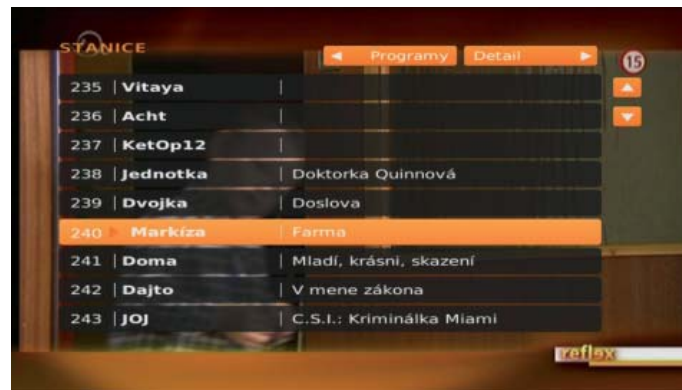 STANICE
◄ Programy Detail ►
15
235 | Vitaya |
236 | Acht |
237 | KetOp12 |
238 | Jednotka | Doktorka Quinnová
239 | Dvojka | Doslova
240 ► Markíza | Farma
241 | Doma | Mladí, krásni, skazení
242 | Dajto | V mene zákona
243 | JOJ | C.S.I.: Kriminálka Miami
reflex